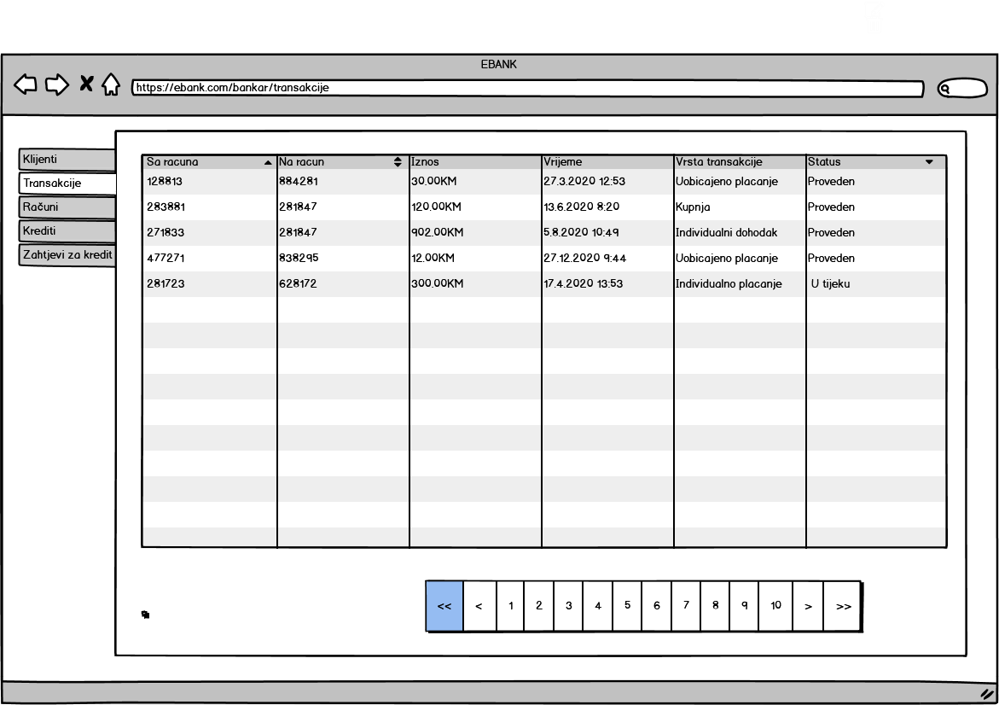 EBANK
https://ebank.com/bankar/transakcije
Klijenti
Transakcije
Računi
Krediti
Zahtjevi za kredit
Sa racuna Na racun Iznos Vrijeme Vrsta transakcije Status
128813 884281 30.00KM 27.3.2020 12:53 Uobicajeno placanje Proveden
283881 281847 120.00KM 13.6.2020 8:20 Kupnja Proveden
271833 281847 902.00KM 5.8.2020 10:49 Individualni dohodak Proveden
477271 838295 12.00KM 27.12.2020 9:44 Uobicajeno placanje Proveden
281723 628172 300.00KM 17.4.2020 13:53 Individualno placanje U tijeku
<< < 1 2 3 4 5 6 7 8 9 10 > >>